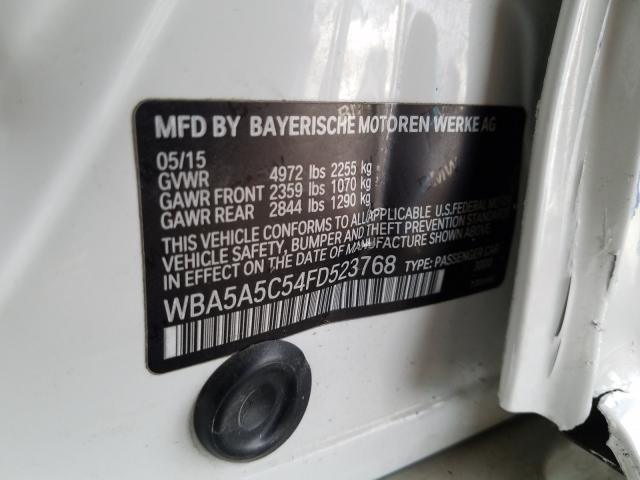 MFD BY BAYERISCHE MOTOREN WERKE AG
05/15
GVWR 4972 lbs 2255 kg
GAWR FRONT 2359 lbs 1070 kg
GAWR REAR 2844 lbs 1290 kg
THIS VEHICLE CONFORMS TO ALL APPLICABLE U.S. FEDERAL MOTOR
VEHICLE SAFETY, BUMPER AND THEFT PREVENTION STANDARDS
IN EFFECT ON THE DATE OF MANUFACTURE SHOWN ABOVE.
WBA5A5C54FD523768 TYPE: PASSENGER CAR
BMW